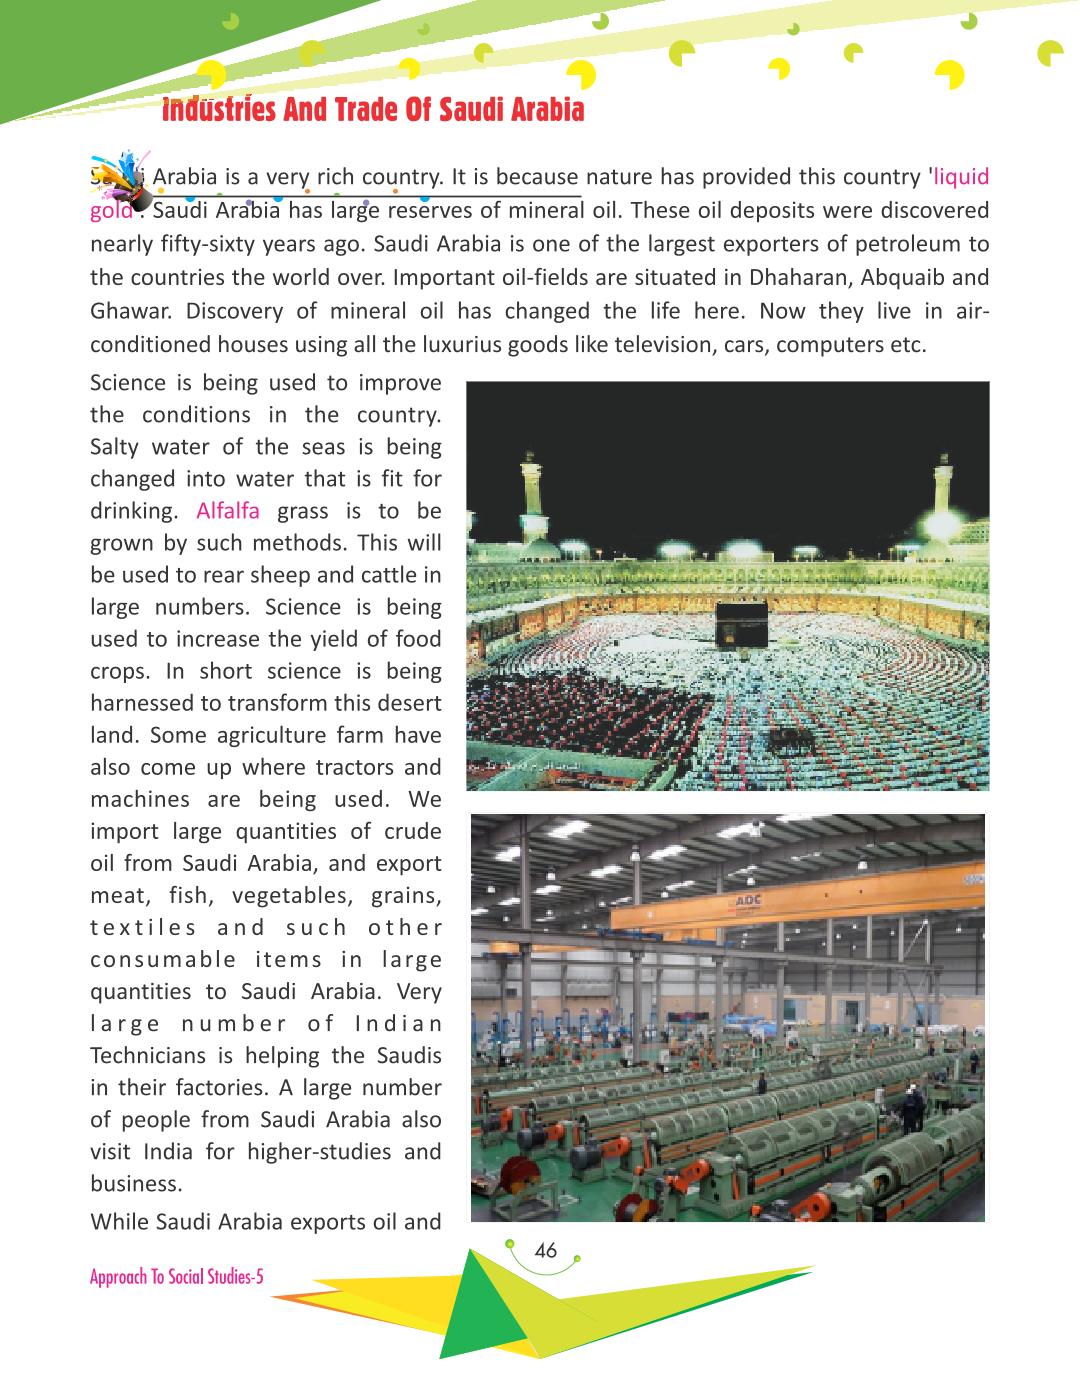 Industries And Trade Of Saudi Arabia
Saudi Arabia is a very rich country. It is because nature has provided this country 'liquid
gold'. Saudi Arabia has large reserves of mineral oil. These oil deposits were discovered
nearly fifty-sixty years ago. Saudi Arabia is one of the largest exporters of petroleum to
the countries the world over. Important oil-fields are situated in Dhaharan, Abquaib and
Ghawar. Discovery of mineral oil has changed the life here. Now they live in air-
conditioned houses using all the luxurius goods like television, cars, computers etc.
Science is being used to improve
the conditions in the country.
Salty water of the seas is being
changed into water that is fit for
drinking. Alfalfa grass is to be
grown by such methods. This will
be used to rear sheep and cattle in
large numbers. Science is being
used to increase the yield of food
crops. In short science is being
harnessed to transform this desert
land. Some agriculture farm have
also come up where tractors and
machines are being used. We
import large quantities of crude
oil from Saudi Arabia, and export
meat, fish, vegetables, grains,
textiles and such other
consumable items in large
quantities to Saudi Arabia. Very
large number of Indian
Technicians is helping the Saudis
in their factories. A large number
of people from Saudi Arabia also
visit India for higher-studies and
business.
While Saudi Arabia exports oil and
ADC
46
Approach To Social Studies-5